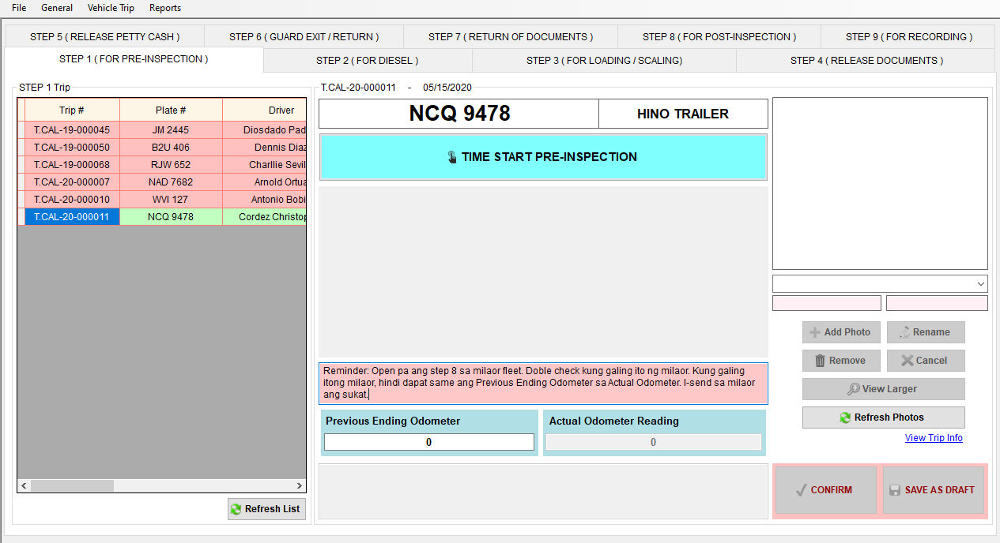 File General Vehicle Trip Reports
STEP 5 ( RELEASE PETTY CASH ) STEP 6 ( GUARD EXIT / RETURN ) STEP 7 ( RETURN OF DOCUMENTS ) STEP 8 ( FOR POST-INSPECTION ) STEP 9 ( FOR RECORDING )
STEP 1 ( FOR PRE-INSPECTION ) STEP 2 ( FOR DIESEL ) STEP 3 ( FOR LOADING / SCALING) STEP 4 ( RELEASE DOCUMENTS )
STEP 1 Trip
Trip # Plate # Driver
T.CAL-19-000045 JM 2445 Diosdado Pad
T.CAL-19-000050 B2U 406 Dennis Diaz
T.CAL-19-000068 RJW 652 Charllie Sevil
T.CAL-20-000007 NAD 7682 Arnold Ortua
T.CAL-20-000010 WVI 127 Antonio Bobi
T.CAL-20-000011 NCQ 9478 Cordez Christop
Refresh List
T.CAL-20-000011 - 05/15/2020
NCQ 9478 HINO TRAILER
TIME START PRE-INSPECTION
Reminder: Open pa ang step 8 sa milaor fleet. Doble check kung galing ito ng milaor. Kung galing
itong milaor, hindi dapat same ang Previous Ending Odometer sa Actual Odometer. I-send sa milaor
ang sukat.
Previous Ending Odometer Actual Odometer Reading
0 0
Add Photo Rename
Remove Cancel
View Larger
Refresh Photos
View Trip Info
CONFIRM SAVE AS DRAFT